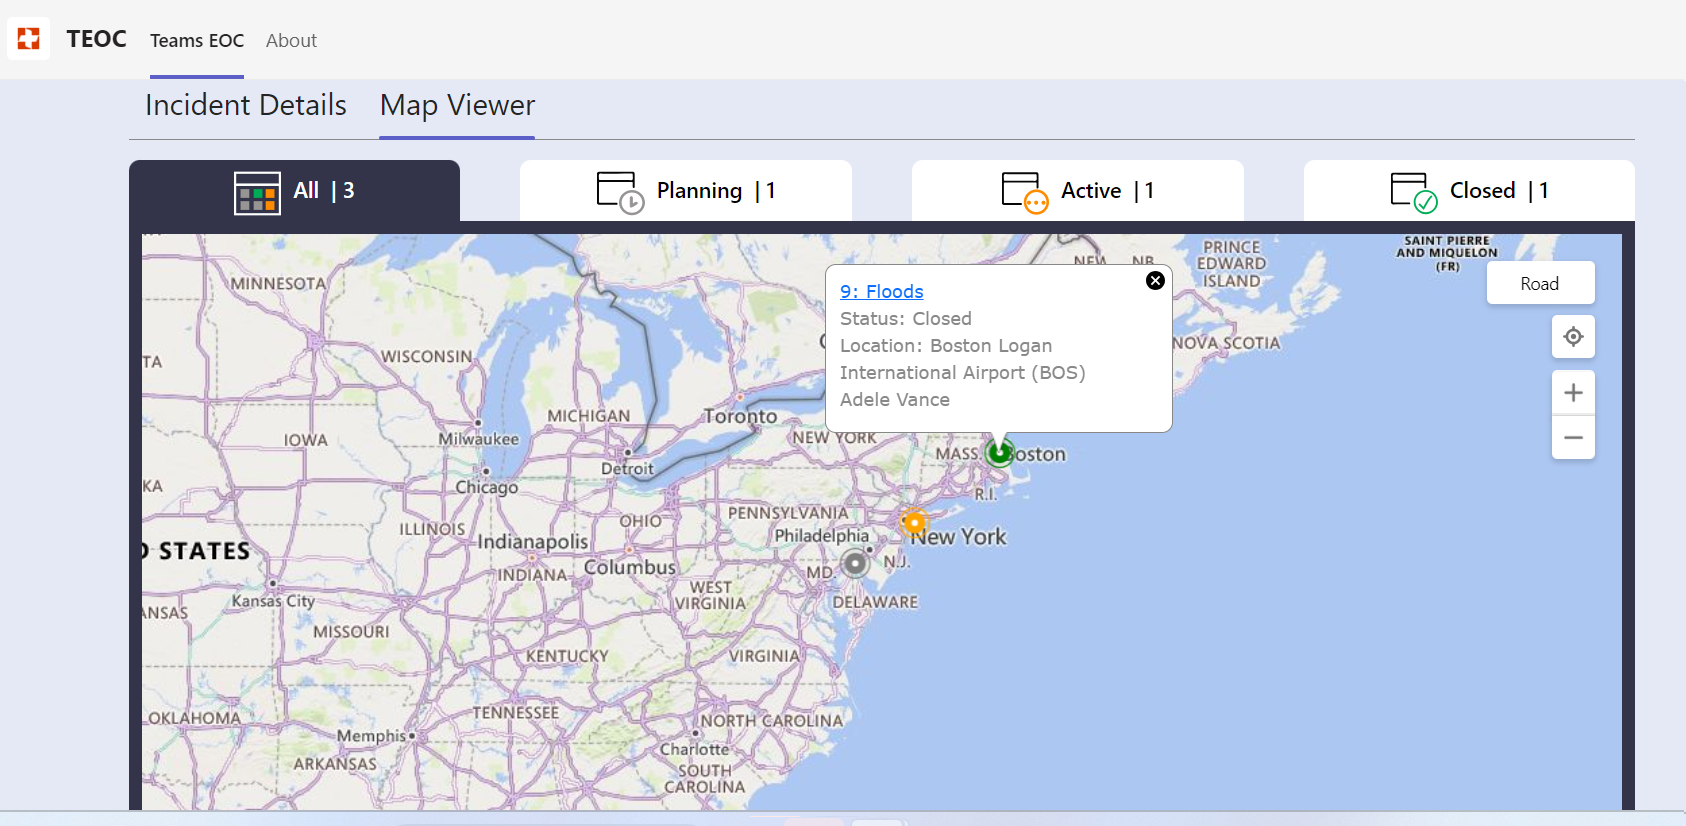 TEOC
Teams EOC
About
Incident Details
Map Viewer
All | 3
Planning | 1
Active | 1
Closed | 1
SAINT PIERRE
AND MIQUELON
(FR)
PRINCE
EDWARD
ISLAND
NEW
NB
Road
9: Floods
Status: Closed
Location: Boston Logan
International Airport (BOS)
Adele Vance
MINNESOTA
NOVA SCOTIA
WISCONSIN
TA
MICHIGAN
Toronto
IOWA
Milwaukee
NEW YORK
MASS.
Boston
Detroit
KA
Chicago
R.I.
ILLINOIS
OHIO
PENNSYLVANIA
Indianapolis
Philadelphia
New York
D STATES
INDIANA
Columbus
MD.
N.J.
Kansas City
WEST
VIRGINIA
DELAWARE
ANSAS
MISSOURI
KENTUCKY
VIRGINIA
OKLAHOMA
TENNESSEE
NORTH CAROLINA
Memphis
Charlotte
ARKANSAS
SOUTH
CAROLINA